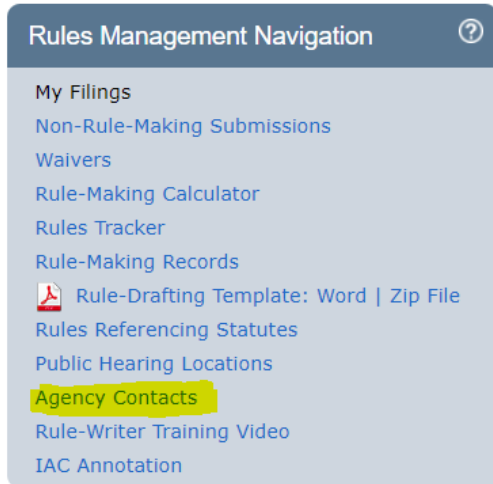 Rules Management Navigation ?
My Filings
Non-Rule-Making Submissions
Waivers
Rule-Making Calculator
Rules Tracker
Rule-Making Records
Rule-Drafting Template: Word | Zip File
Rules Referencing Statutes
Public Hearing Locations
Agency Contacts
Rule-Writer Training Video
IAC Annotation